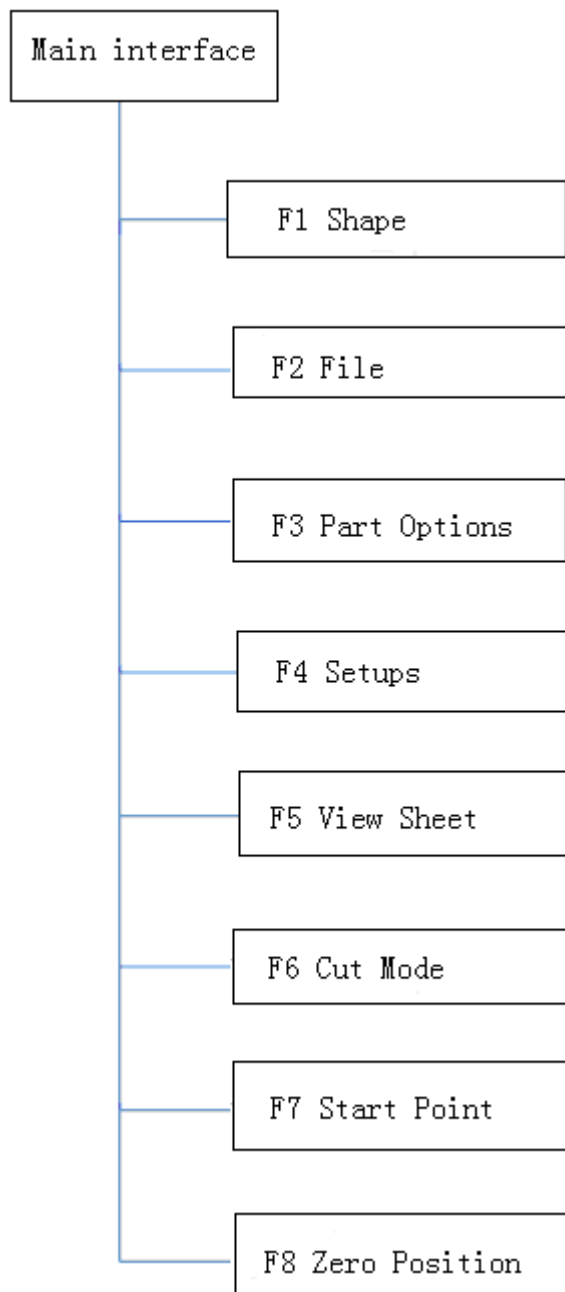 Main interface
F1 Shape
F2 File
F3 Part Options
F4 Setups
F5 View Sheet
F6 Cut Mode
F7 Start Point
F8 Zero Position